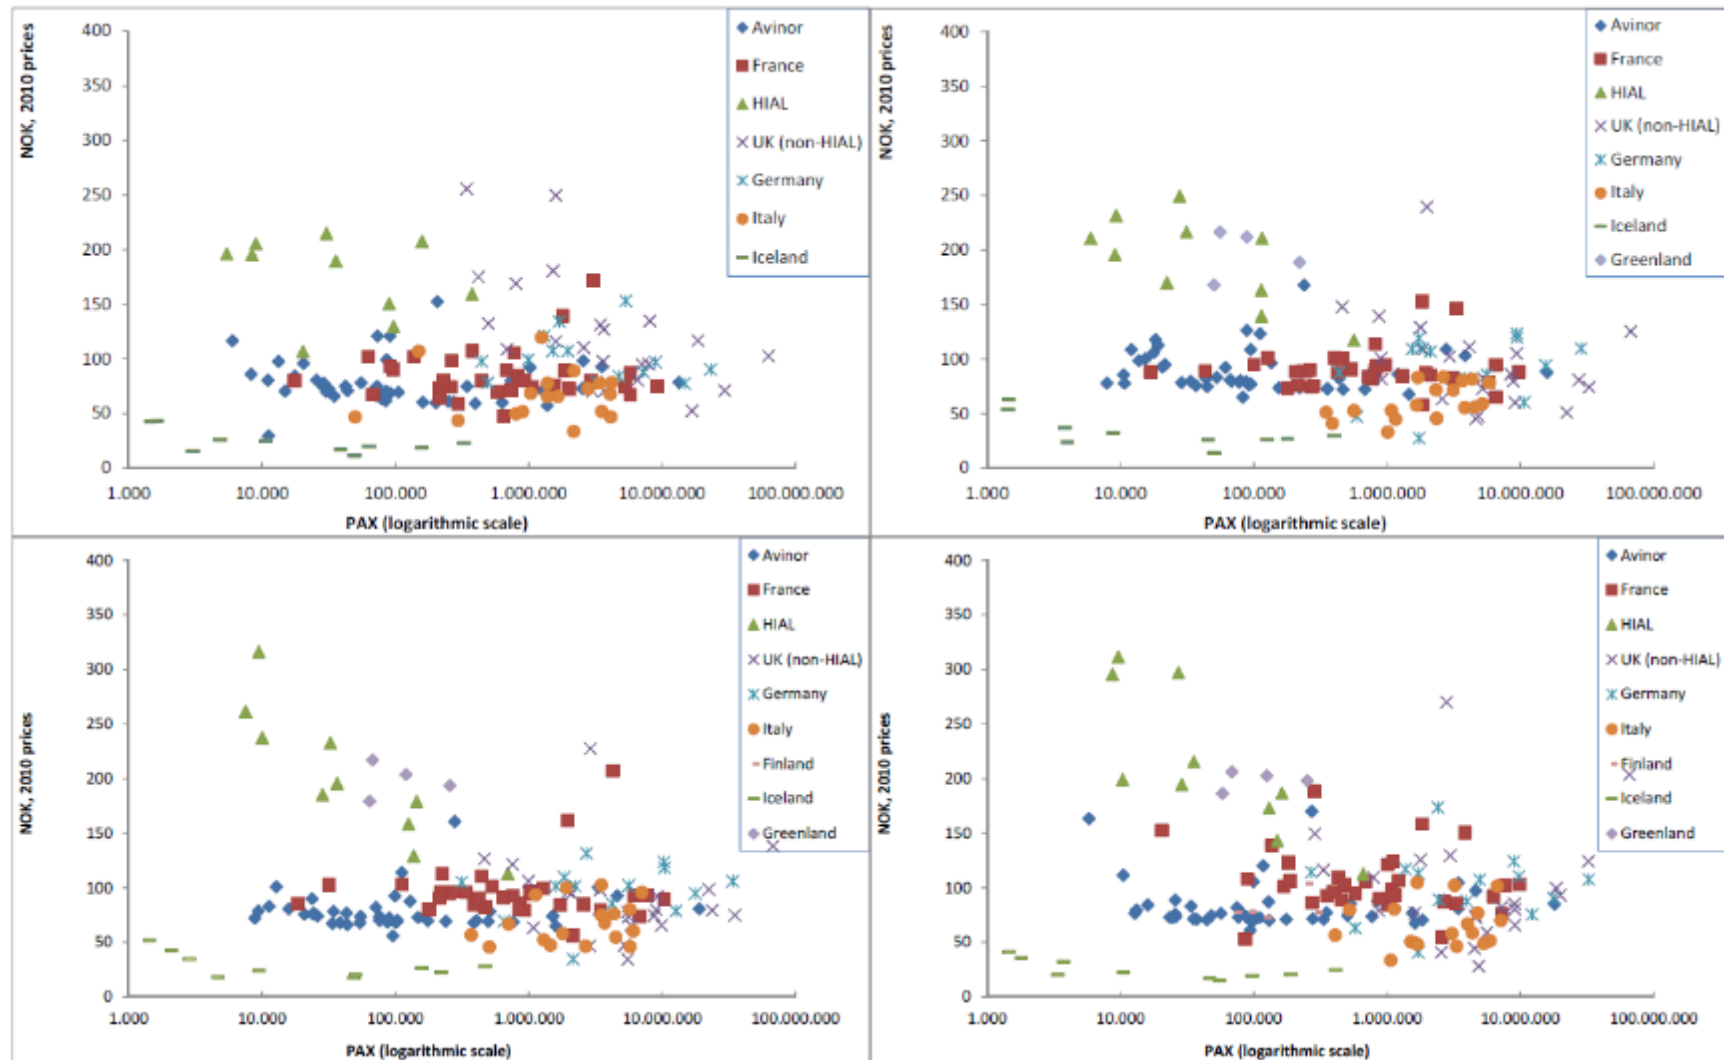 NOK, 2010 prices
400
350
300
250
200
150
100
50
0
1.000 10.000 100.000 1.000.000 10.000.000 100.000.000
PAX (logarithmic scale)
Avinor
France
HIAL
UK (non-HIAL)
Germany
Italy
Iceland
NOK, 2010 prices
400
350
300
250
200
150
100
50
0
1.000 10.000 100.000 1.000.000 10.000.000 100.000.000
PAX (logarithmic scale)
Avinor
France
HIAL
UK (non-HIAL)
Germany
Italy
Iceland
Greenland
NOK, 2010 prices
400
350
300
250
200
150
100
50
0
1.000 10.000 100.000 1.000.000 10.000.000 100.000.000
PAX (logarithmic scale)
Avinor
France
HIAL
UK (non-HIAL)
Germany
Italy
Finland
Iceland
Greenland
NOK, 2010 prices
400
350
300
250
200
150
100
50
0
1.000 10.000 100.000 1.000.000 10.000.000 100.000.000
PAX (logarithmic scale)
Avinor
France
HIAL
UK (non-HIAL)
Germany
Italy
Finland
Iceland
Greenland